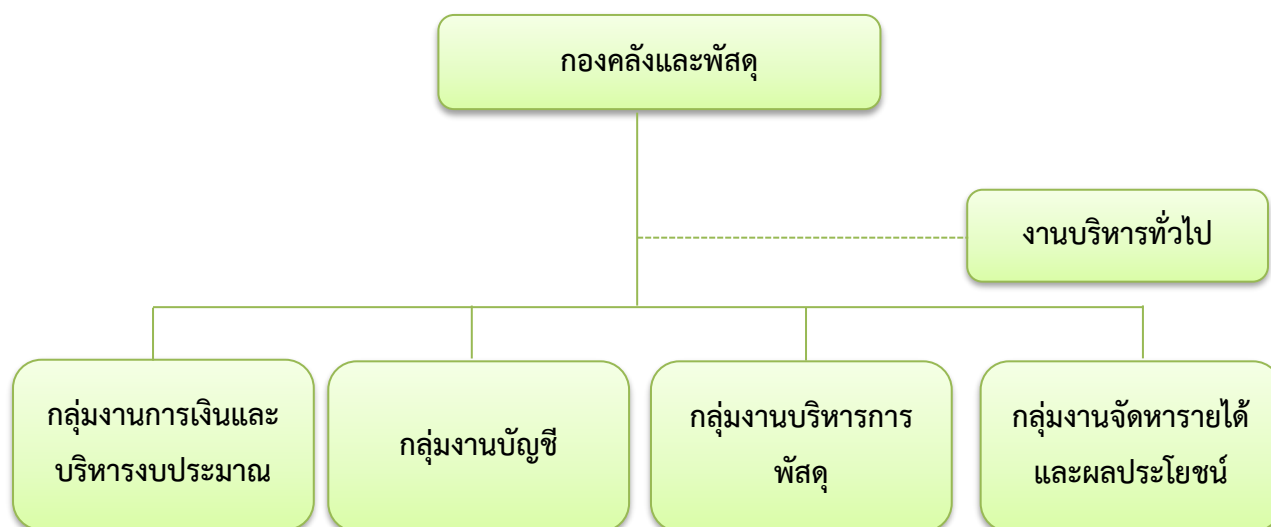 กองคลังและพัสดุ
งานบริหารทั่วไป
กลุ่มงานการเงินและ
บริหารงบประมาณ
กลุ่มงานบัญชี
กลุ่มงานบริหารการ
พัสดุ
กลุ่มงานจัดหารายได้
และผลประโยชน์